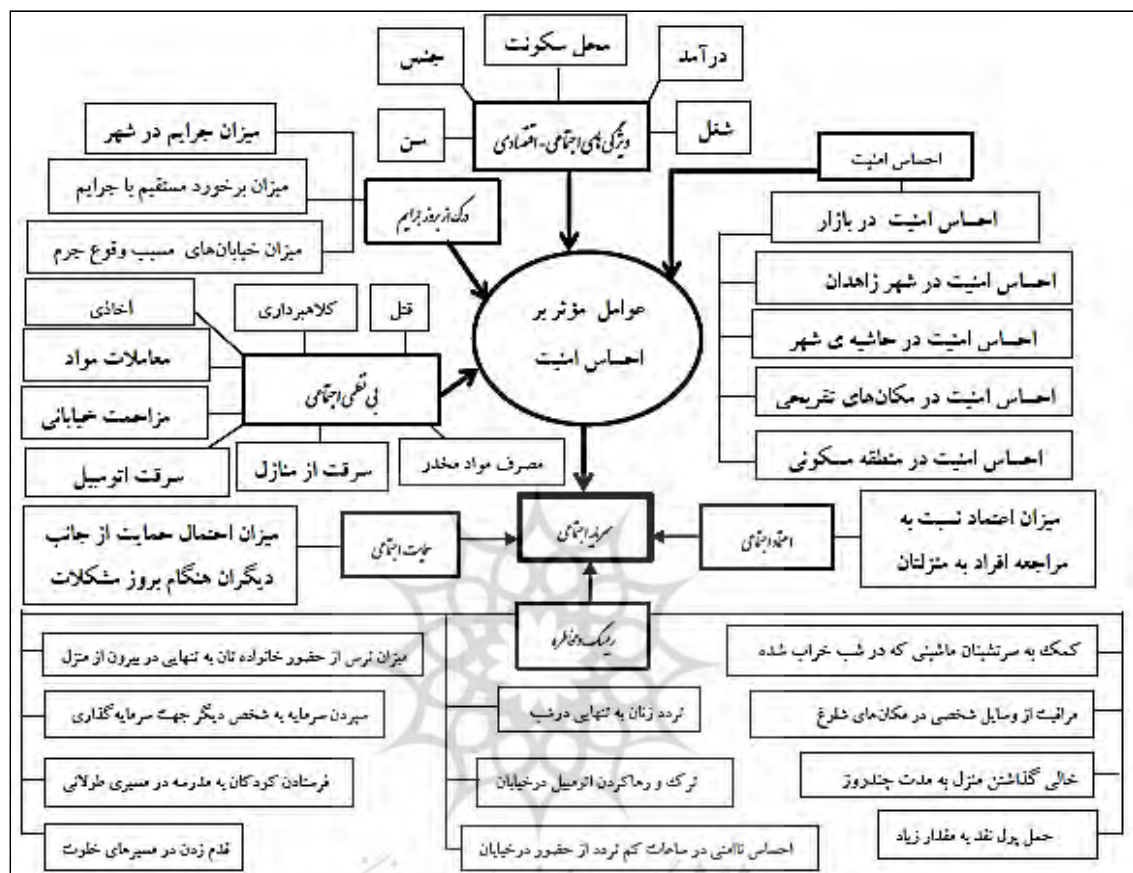 محل سکونت
درآمد
جنس
شغل
سن
ویژگی‌های اجتماعی-اقتصادی
میزان جرایم در شهر
میزان برخورد مستقیم با جرایم
میزان خیابان‌های مسبب وقوع جرم
درک از بروز جرایم
احساس امنیت
احساس امنیت در بازار
احساس امنیت در شهر زاهدان
احساس امنیت در حاشیه ی شهر
احساس امنیت در مکان‌های تفریحی
احساس امنیت در منطقه مسکونی
عوامل مؤثر بر
احساس امنیت
قتل
کلاهبرداری
اخاذی
معاملات مواد
مزاحمت خیابانی
سرقت اتومبیل
سرقت از منازل
مصرف مواد مخدر
بی نظمی اجتماعی
میزان اعتماد نسبت به
مراجعه افراد به منزلتان
اعتماد اجتماعی
سرمایه اجتماعی
حمایت اجتماعی
میزان احتمال حمایت از جانب
دیگران هنگام بروز مشکلات
ریسک و مخاطره
کمک به سرنشینان ماشینی که در شب خراب شده
مراقبت از وسایل شخصی در مکان‌های شلوغ
خالی گذاشتن منزل به مدت چندروز
حمل پول نقد به مقدار زیاد
تردد زنان به تنهایی درشب
ترک و رهاکردن اتومبیل درخیابان
احساس ناامنی در ساعات کم تردد از حضور درخیابان
میزان ترس از حضور خانواده تان به تنهایی در بیرون از منزل
سپردن سرمایه به شخص دیگر جهت سرمایه گذاری
فرستادن کودکان به مدرسه در مسیری طولانی
قدم زدن در مسیرهای خلوت